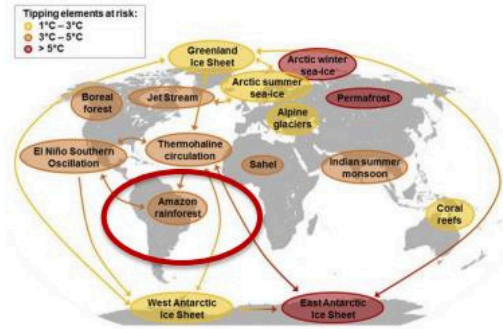 Tipping elements at risk:
1°C – 3°C
3°C – 5°C
> 5°C
Greenland
Ice Sheet
Arctic winter
sea-ice
Arctic summer
sea-ice
Boreal
forest
Jet Stream
Permafrost
Alpine
glaciers
El Niño Southern
Oscillation
Thermohaline
circulation
Sahel
Indian summer
monsoon
Amazon
rainforest
Coral
reefs
West Antarctic
Ice Sheet
East Antarctic
Ice Sheet